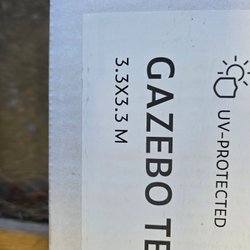 UV-PROTECTED
GAZEBO TE
3.3X3.3 M